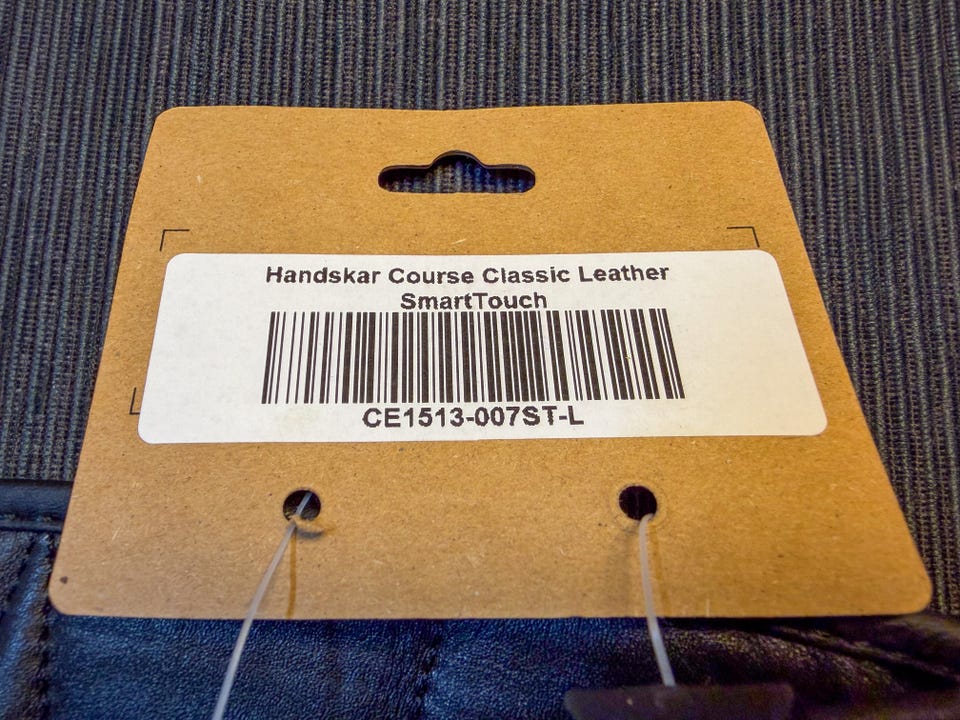 Handskar Course Classic Leather
SmartTouch
CE1513-007ST-L